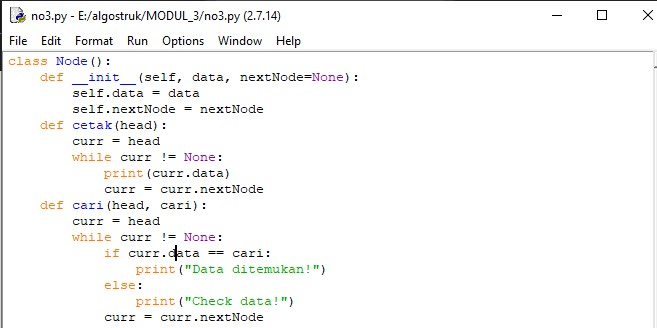 no3.py - E:/algostruk/MODUL_3/no3.py (2.7.14)
File Edit Format Run Options Window Help
class Node():
    def __init__(self, data, nextNode=None):
        self.data = data
        self.nextNode = nextNode
    def cetak(head):
        curr = head
        while curr != None:
            print(curr.data)
            curr = curr.nextNode
    def cari(head, cari):
        curr = head
        while curr != None:
            if curr.data == cari:
                print("Data ditemukan!")
            else:
                print("Check data!")
            curr = curr.nextNode